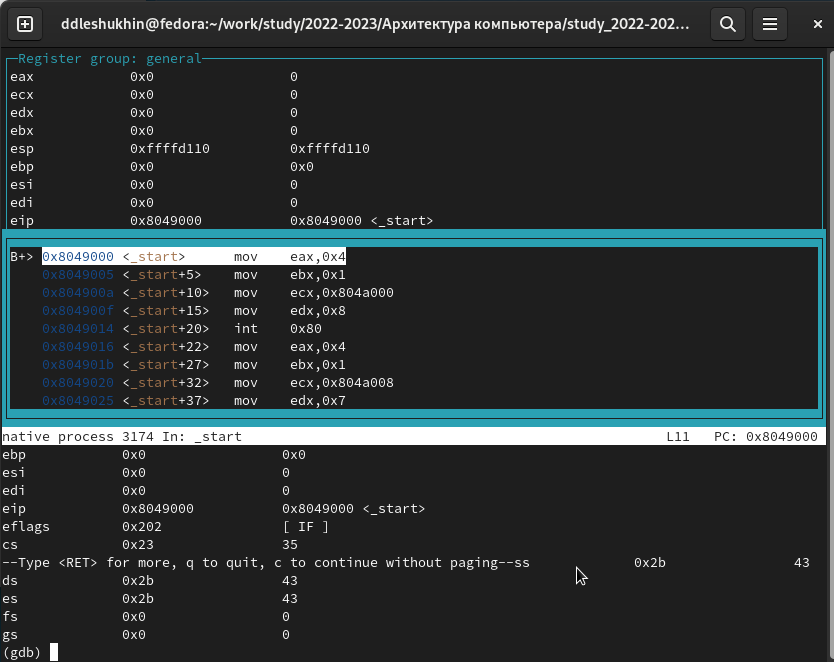 ddleshukhin@fedora:~/work/study/2022-2023/Архитектура компьютера/study_2022-202...
Register group: general
eax 0x0 0
ecx 0x0 0
edx 0x0 0
ebx 0x0 0
esp 0xffffd110 0xffffd110
ebp 0x0 0x0
esi 0x0 0
edi 0x0 0
eip 0x8049000 0x8049000 <_start>
B+> 0x8049000 <_start> mov eax,0x4
0x8049005 <_start+5> mov ebx,0x1
0x804900a <_start+10> mov ecx,0x804a000
0x804900f <_start+15> mov edx,0x8
0x8049014 <_start+20> int 0x80
0x8049016 <_start+22> mov eax,0x4
0x804901b <_start+27> mov ebx,0x1
0x8049020 <_start+32> mov ecx,0x804a008
0x8049025 <_start+37> mov edx,0x7
native process 3174 In: _start L11 PC: 0x8049000
ebp 0x0 0x0
esi 0x0 0
edi 0x0 0
eip 0x8049000 0x8049000 <_start>
eflags 0x202 [ IF ]
cs 0x23 35
--Type <RET> for more, q to quit, c to continue without paging--ss 0x2b 43
ds 0x2b 43
es 0x2b 43
fs 0x0 0
gs 0x0 0
(gdb)